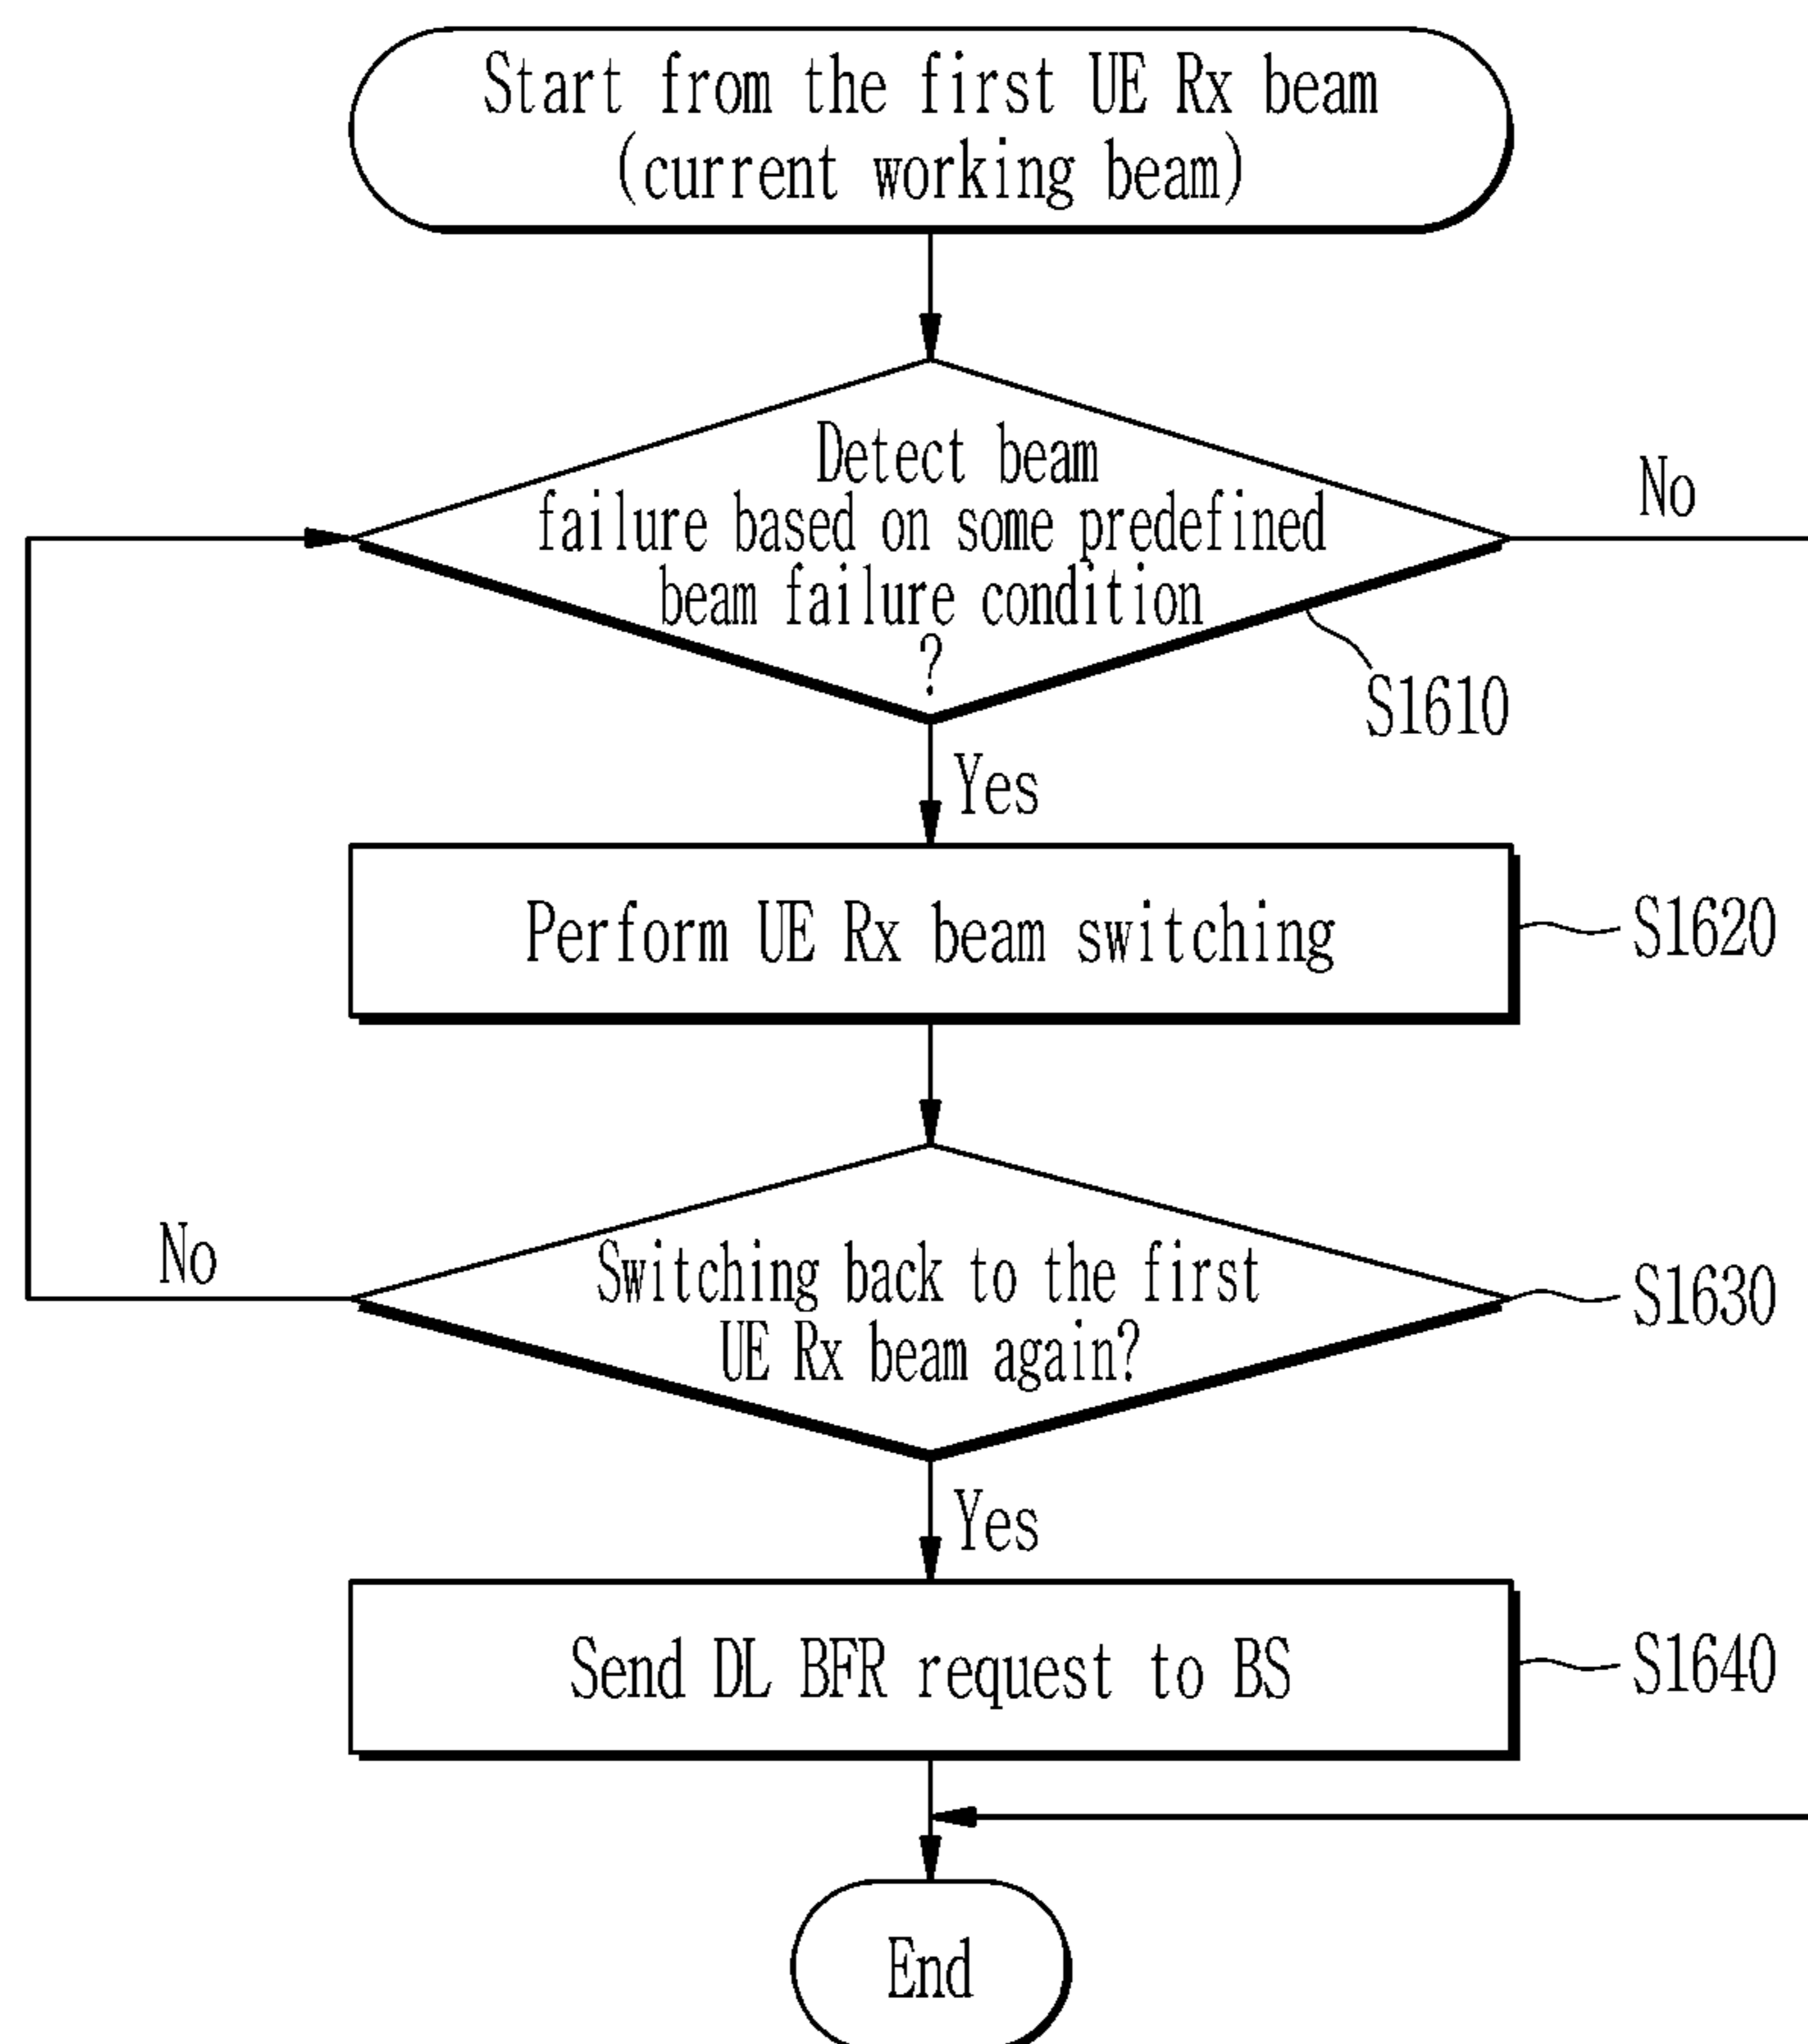 Start from the first UE Rx beam
(current working beam)
Detect beam
failure based on some predefined
beam failure condition
?
No
S1610
Yes
Perform UE Rx beam switching
S1620
No
Switching back to the first
UE Rx beam again?
S1630
Yes
Send DL BFR request to BS
S1640
End